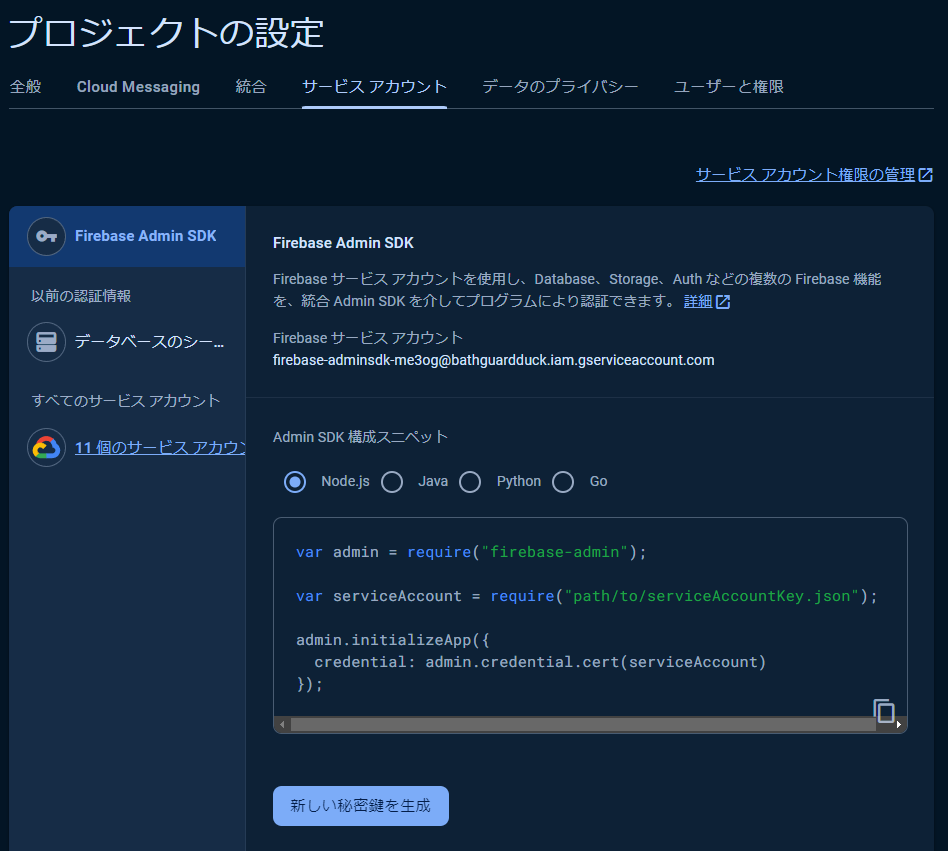 プロジェクトの設定
全般 Cloud Messaging 統合 サービス アカウント データのプライバシー ユーザーと権限
サービス アカウント権限の管理
Firebase Admin SDK
以前の認証情報
データベースのシー...
すべてのサービス アカウント
11 個のサービス アカウン
Firebase Admin SDK
Firebase サービス アカウントを使用し、Database、Storage、Auth などの複数の Firebase 機能
を、統合 Admin SDK を介してプログラムにより認証できます。 詳細
Firebase サービス アカウント
firebase-adminsdk-me3og@bathguardduck.iam.gserviceaccount.com
Admin SDK 構成スニペット
Node.js Java Python Go
var admin = require("firebase-admin");
var serviceAccount = require("path/to/serviceAccountKey.json");
admin.initializeApp({
  credential: admin.credential.cert(serviceAccount)
});
新しい秘密鍵を生成